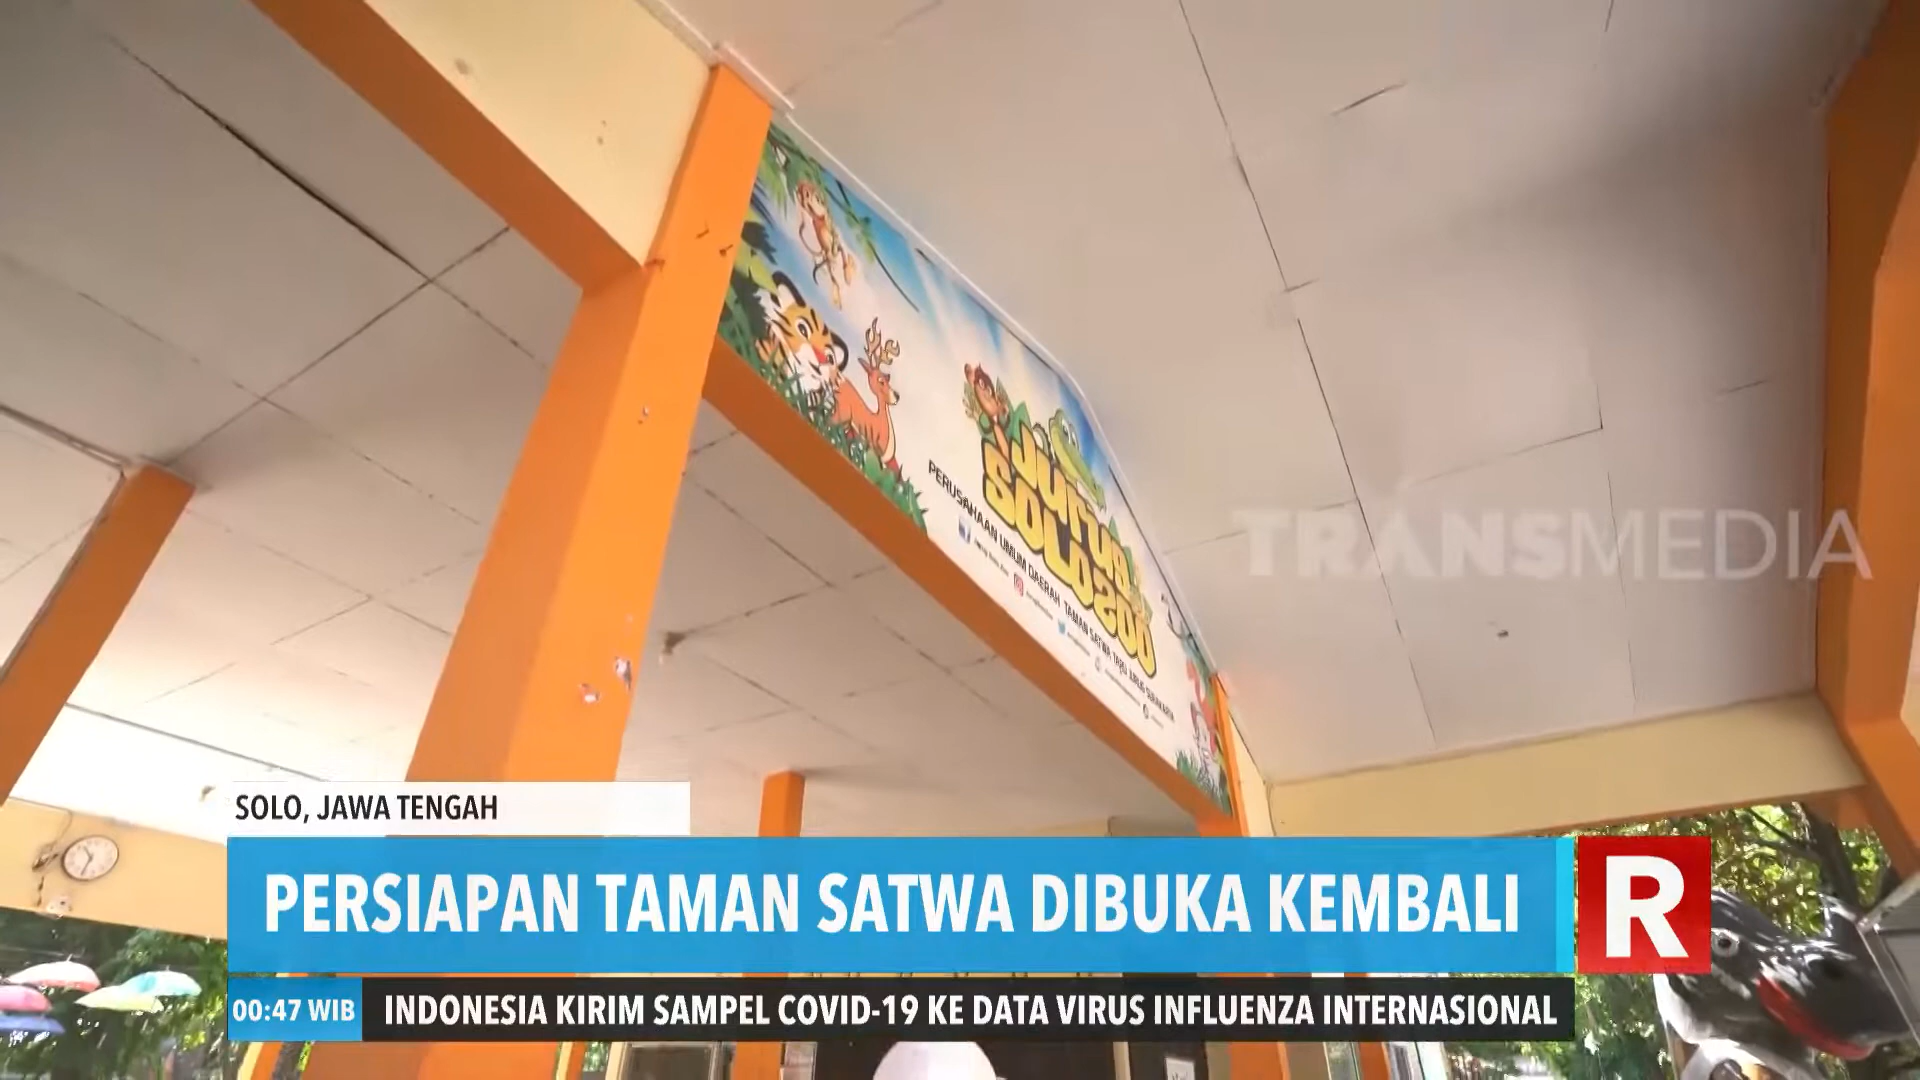 Jurug
SOLO ZOO
PERUSAHAAN UMUM DAERAH TAMAN SATWA TARU JURUG SURAKARTA
TRANSMEDIA
SOLO, JAWA TENGAH
PERSIAPAN TAMAN SATWA DIBUKA KEMBALI
R
00:47 WIB
INDONESIA KIRIM SAMPEL COVID-19 KE DATA VIRUS INFLUENZA INTERNASIONAL